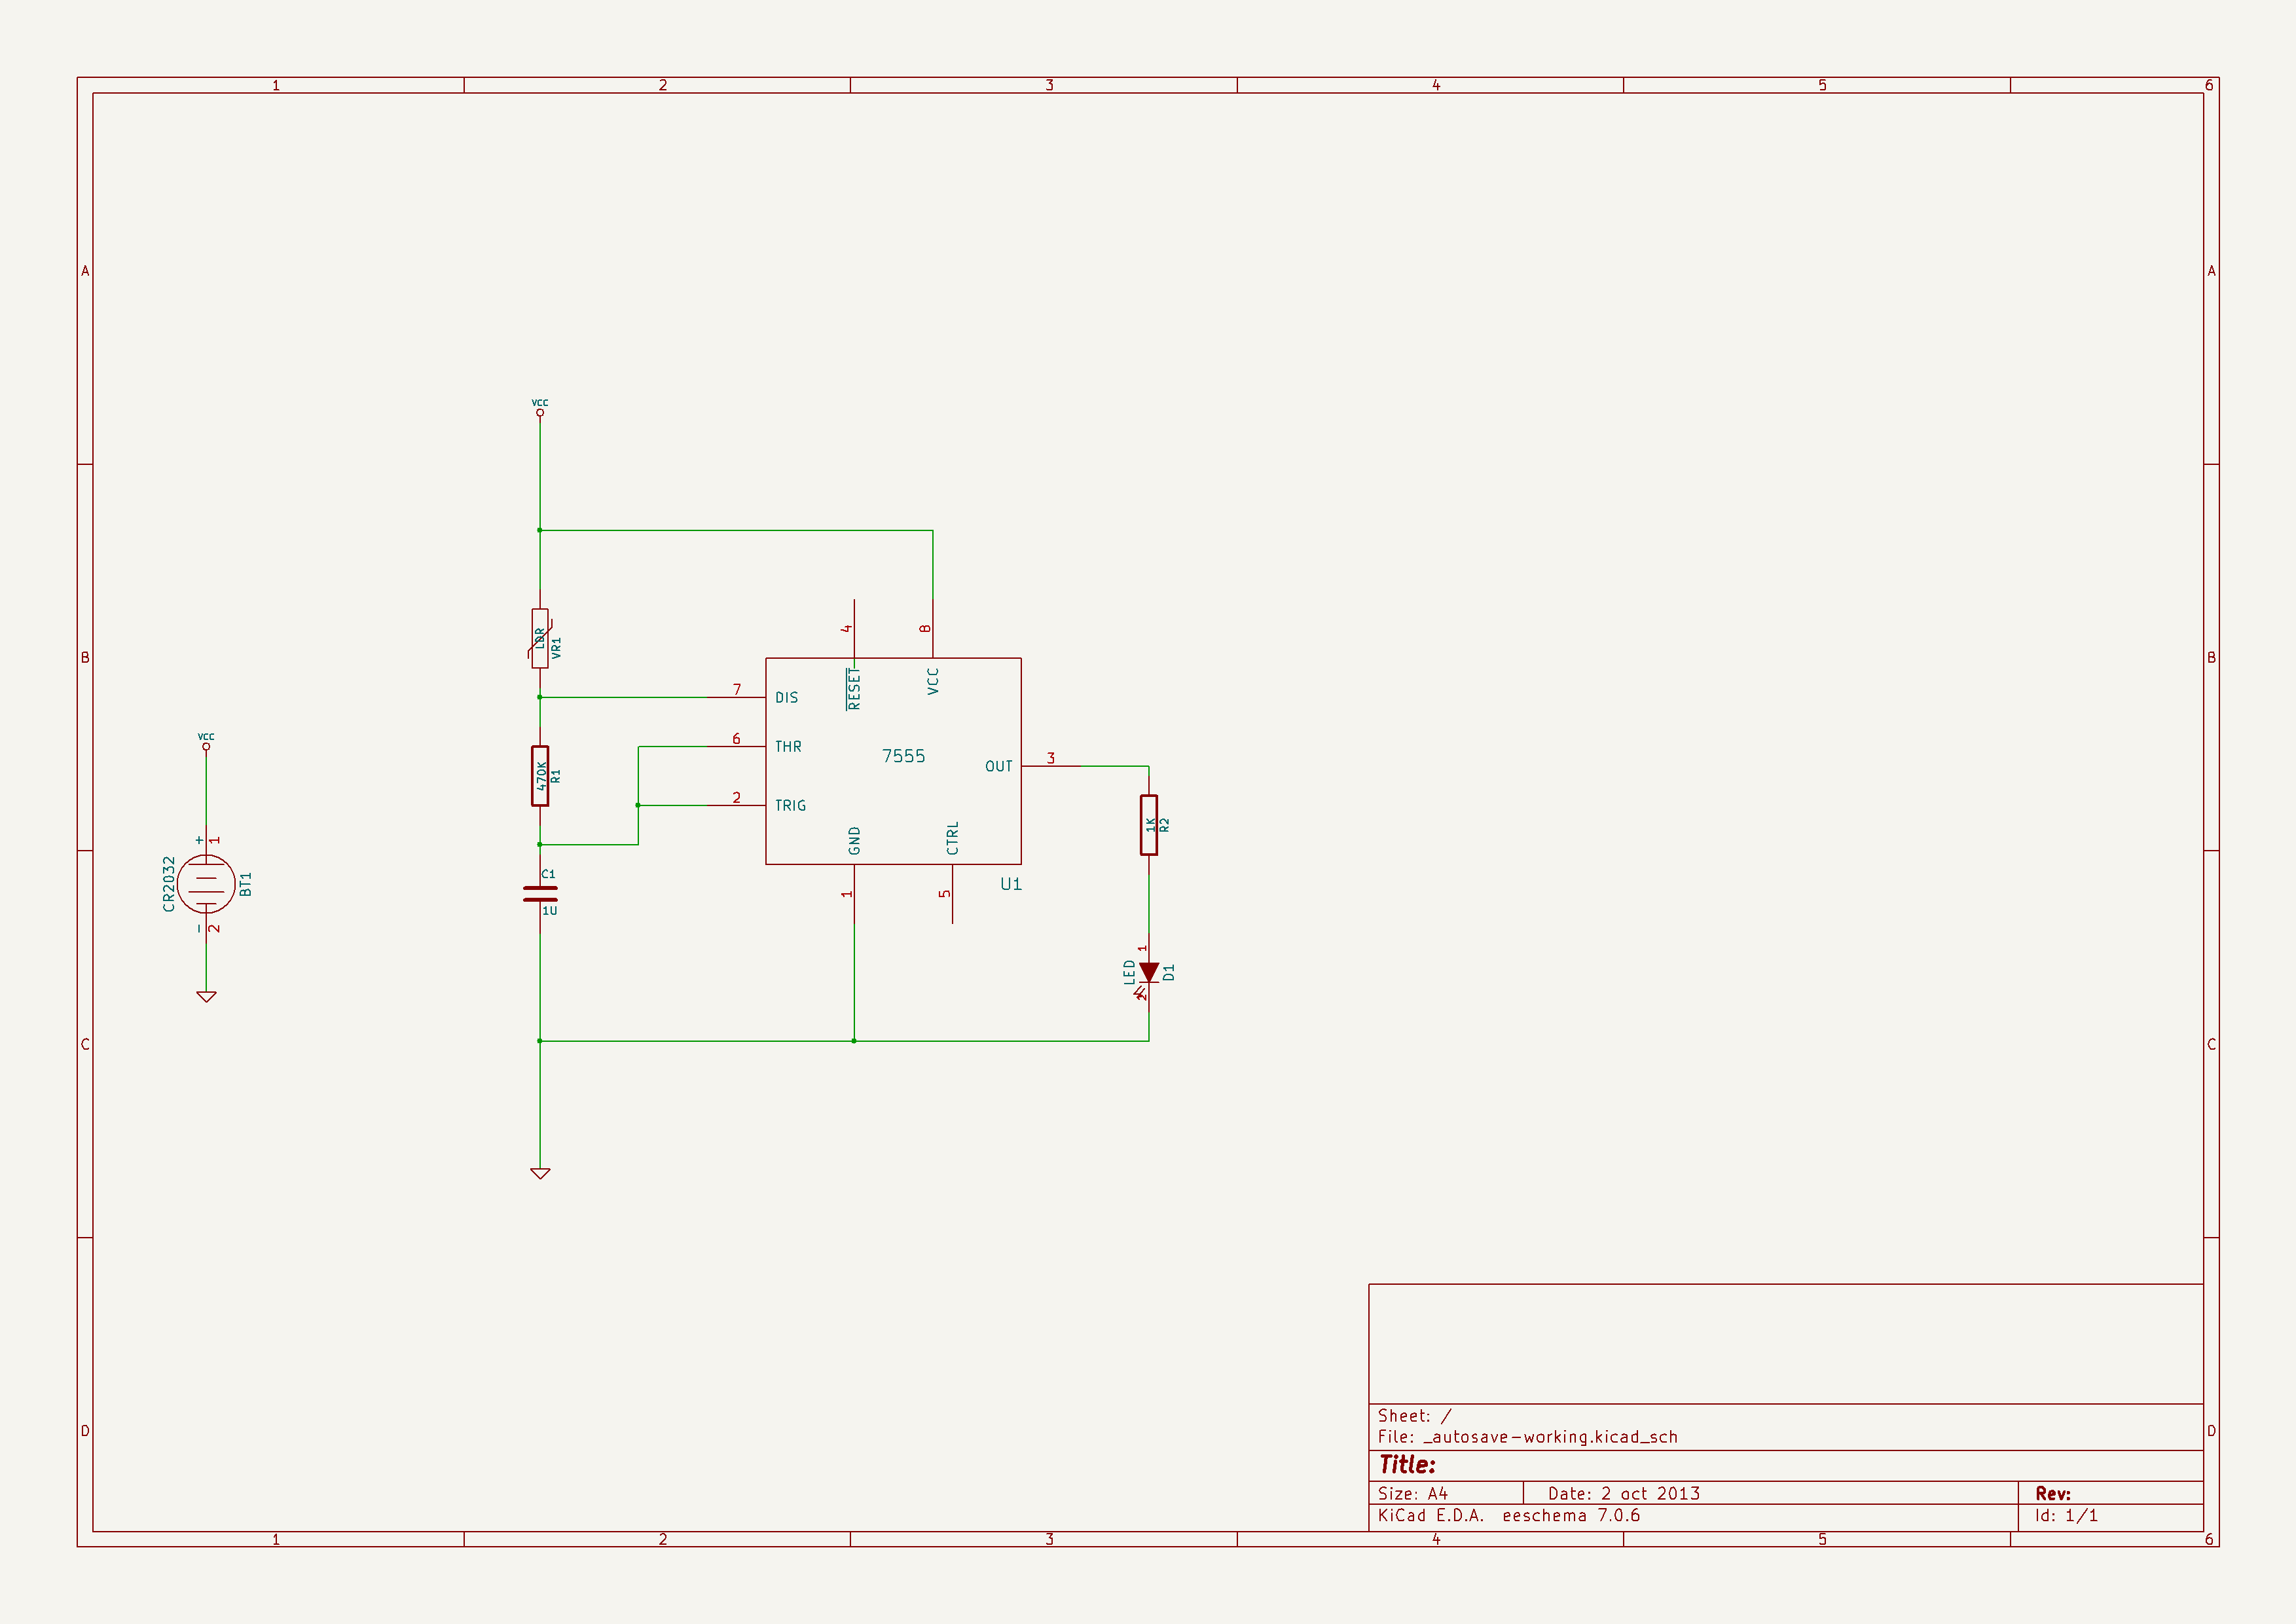 1 2 3 4 5 6
A A
VCC
B B
LDR
VR1
4
8
7 DIS
RESET
VCC
6 THR
7555
VCC
470K
R1
OUT 3
2 TRIG
1K
R2
GND
CTRL
+ 1
CR2032
BT1
C1
1U
1
5
U1
- 2
1
LED
D1
2
C C
Sheet: /
File: _autosave-working.kicad_sch
D D
Title:
Size: A4 Date: 2 oct 2013 Rev:
KiCad E.D.A. eeschema 7.0.6 Id: 1/1
1 2 3 4 5 6